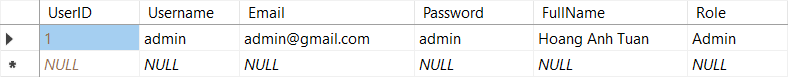 UserID Username Email Password FullName Role
1 admin admin@gmail.com admin Hoang Anh Tuan Admin
NULL NULL NULL NULL NULL NULL